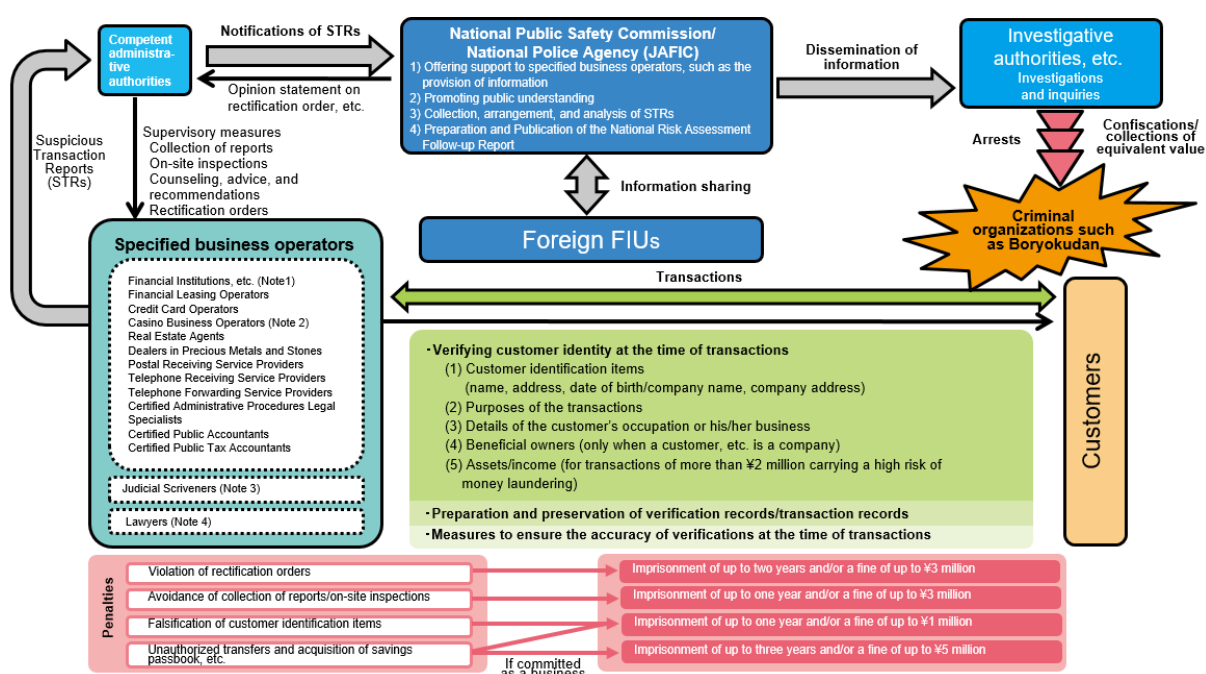 Competent
administra-
tive
authorities
Notifications of STRs
Opinion statement on
rectification order, etc.
National Public Safety Commission/
National Police Agency (JAFIC)
1) Offering support to specified business operators, such as the
provision of information
2) Promoting public understanding
3) Collection, arrangement, and analysis of STRs
4) Preparation and Publication of the National Risk Assessment
Follow-up Report
Dissemination of
information
Investigative
authorities, etc.
Investigations
and inquiries
Arrests
Confiscations/
collections of
equivalent value
Criminal
organizations such
as Boryokudan
Suspicious
Transaction
Reports
(STRs)
Supervisory measures
Collection of reports
On-site inspections
Counseling, advice, and
recommendations
Rectification orders
Information sharing
Foreign FIUs
Specified business operators
Financial Institutions, etc. (Note1)
Financial Leasing Operators
Credit Card Operators
Casino Business Operators (Note 2)
Real Estate Agents
Dealers in Precious Metals and Stones
Postal Receiving Service Providers
Telephone Receiving Service Providers
Telephone Forwarding Service Providers
Certified Administrative Procedures Legal
Specialists
Certified Public Accountants
Certified Public Tax Accountants
Judicial Scriveners (Note 3)
Lawyers (Note 4)
Transactions
Customers
・Verifying customer identity at the time of transactions
(1) Customer identification items
(name, address, date of birth/company name, company address)
(2) Purposes of the transactions
(3) Details of the customer's occupation or his/her business
(4) Beneficial owners (only when a customer, etc. is a company)
(5) Assets/income (for transactions of more than ¥2 million carrying a high risk of
money laundering)
・Preparation and preservation of verification records/transaction records
・Measures to ensure the accuracy of verifications at the time of transactions
Penalties
Violation of rectification orders
Imprisonment of up to two years and/or a fine of up to ¥3 million
Avoidance of collection of reports/on-site inspections
Imprisonment of up to one year and/or a fine of up to ¥3 million
Falsification of customer identification items
Imprisonment of up to one year and/or a fine of up to ¥1 million
Unauthorized transfers and acquisition of savings
passbook, etc.
Imprisonment of up to three years and/or a fine of up to ¥5 million
If committed
as a business